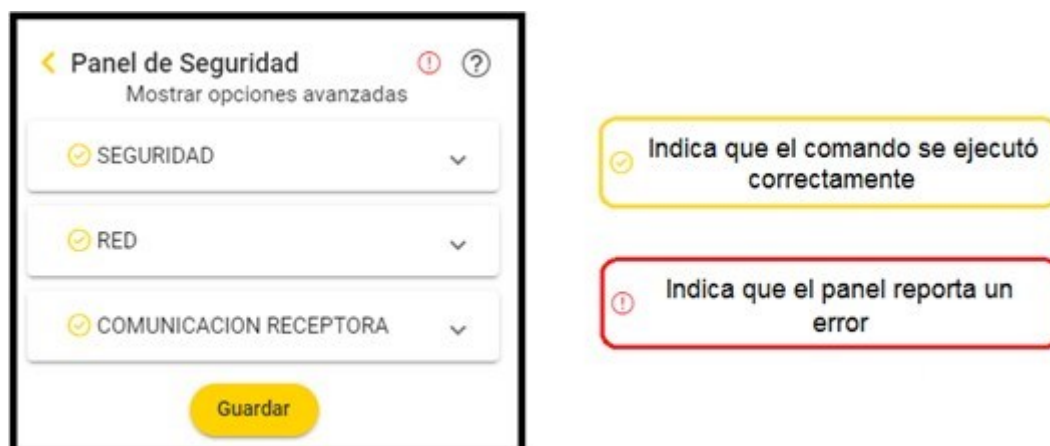 Panel de Seguridad
Mostrar opciones avanzadas
SEGURIDAD
RED
COMUNICACION RECEPTORA
Guardar
Indica que el comando se ejecutó
correctamente
Indica que el panel reporta un
error